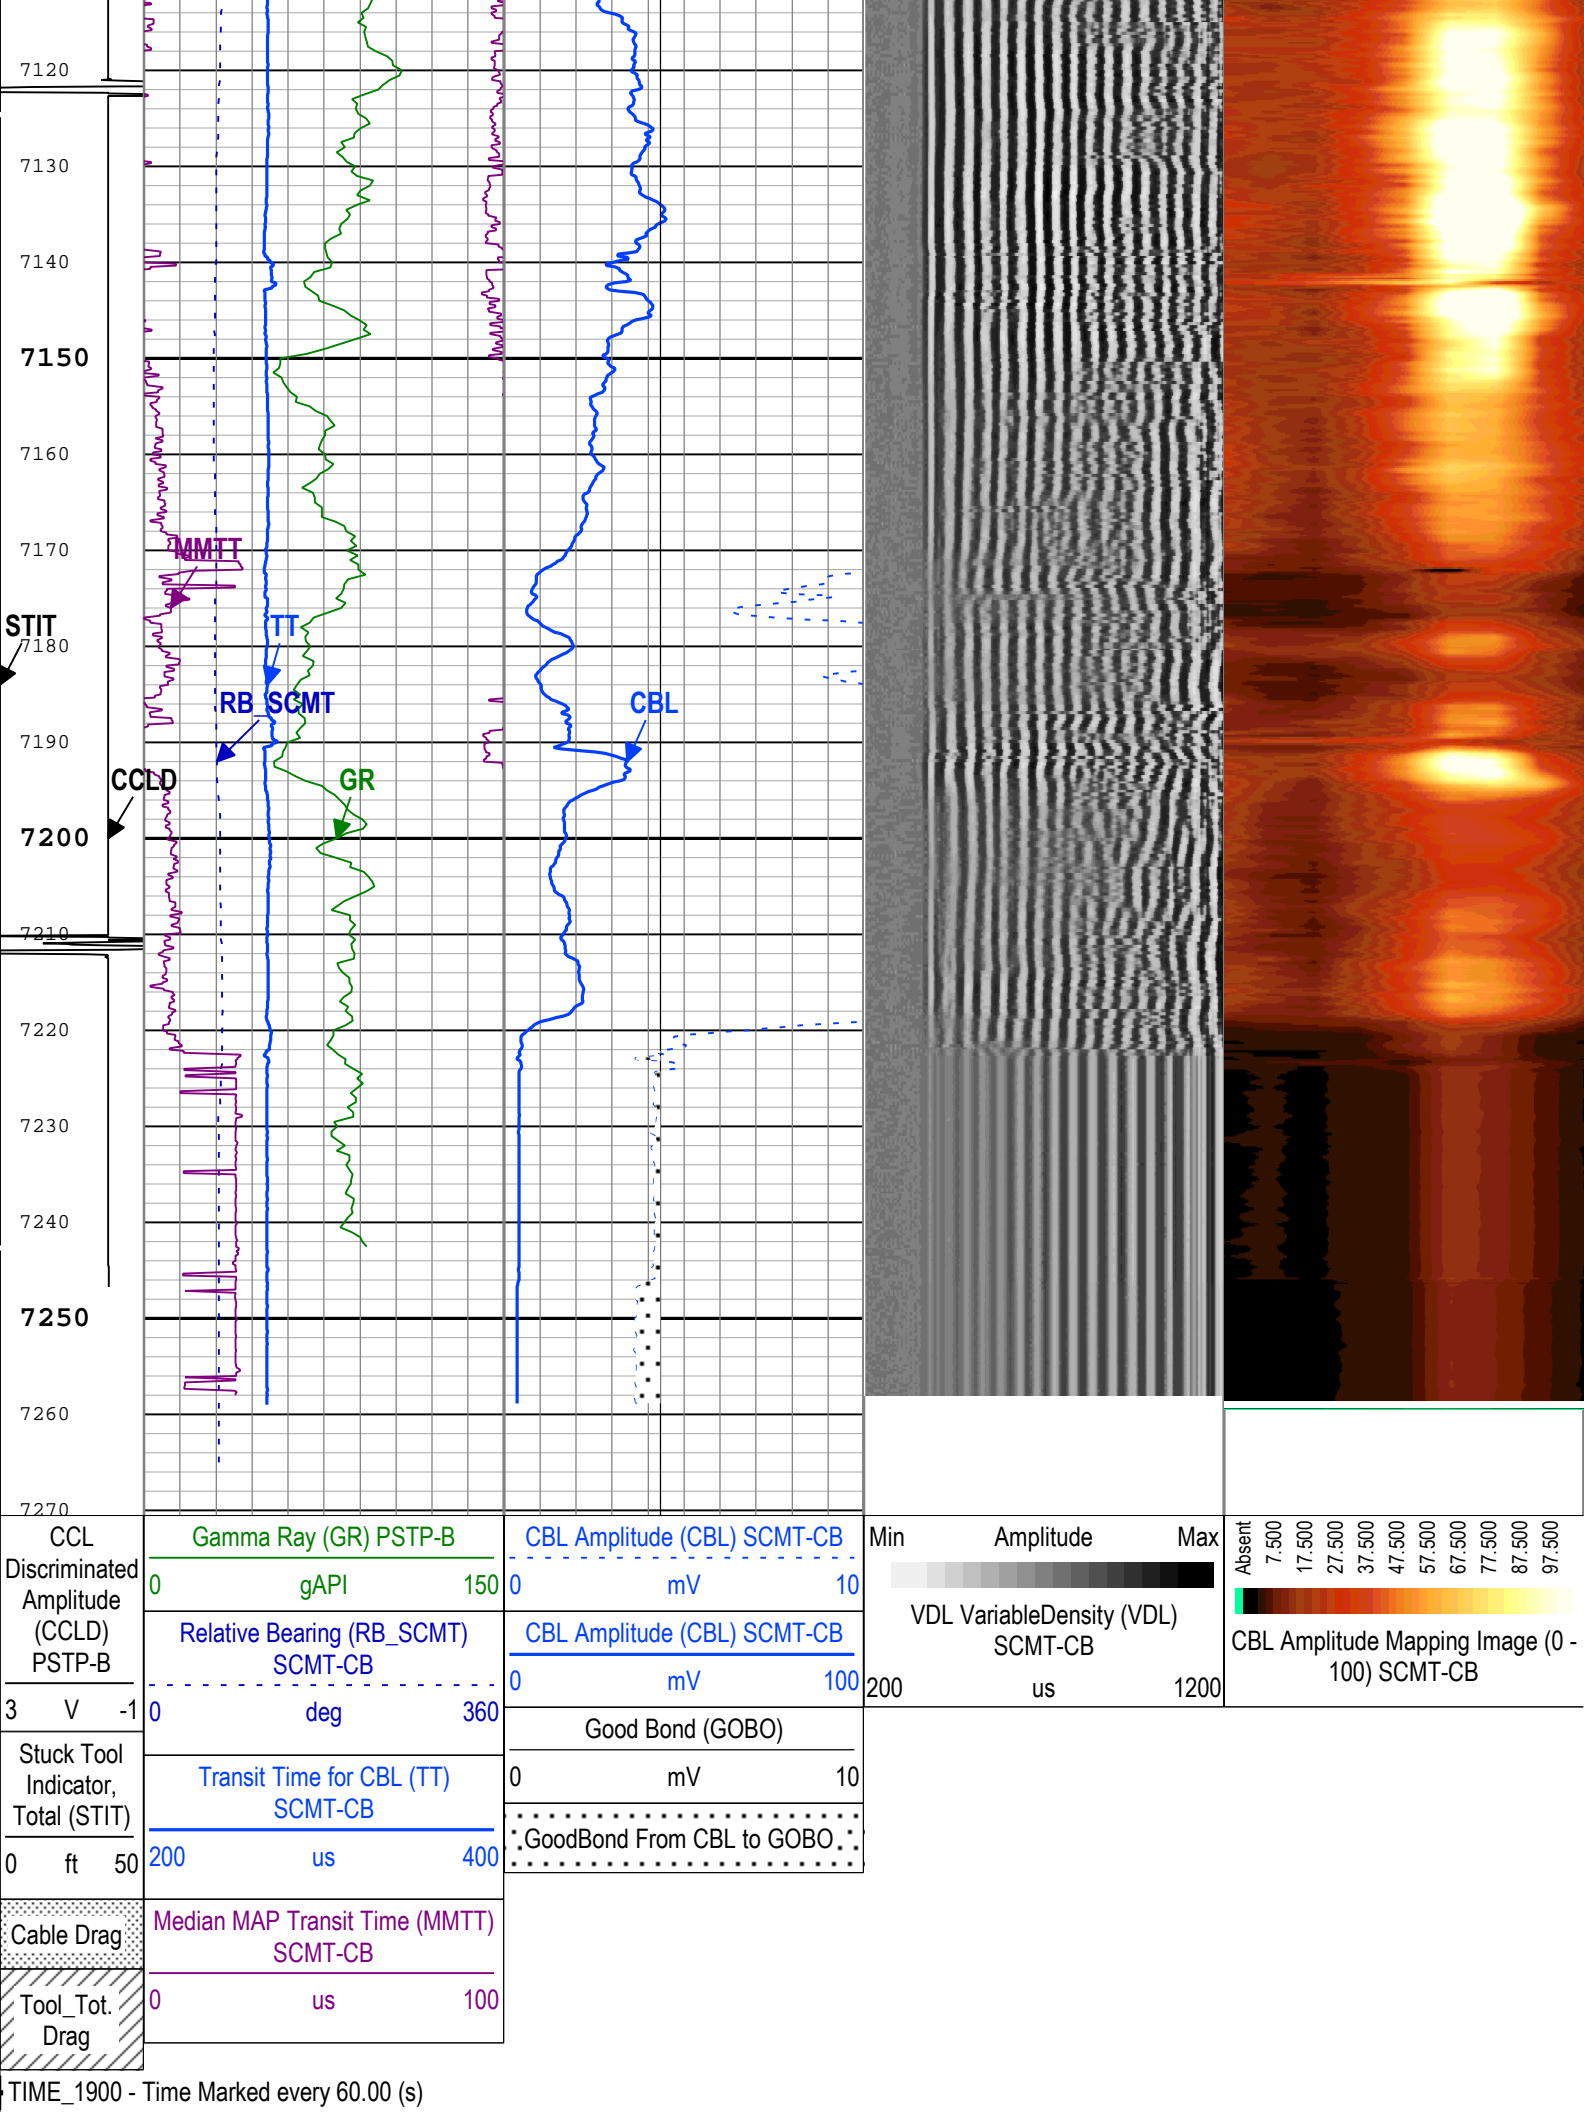 7120
7130
7140
7150
7160
7170
MMTT
STIT
TT
7180
RB_SCMT
CBL
7190
CCLD
GR
7200
7210
7220
7230
7240
7250
7260
7270
CCL
Discriminated
Amplitude
(CCLD)
PSTP-B
3 V -1
Stuck Tool
Indicator,
Total (STIT)
0 ft 50
Cable Drag
Tool_Tot.
Drag
Gamma Ray (GR) PSTP-B
0 gAPI 150
Relative Bearing (RB_SCMT)
SCMT-CB
0 deg 360
Transit Time for CBL (TT)
SCMT-CB
200 us 400
Median MAP Transit Time (MMTT)
SCMT-CB
0 us 100
CBL Amplitude (CBL) SCMT-CB
0 mV 10
CBL Amplitude (CBL) SCMT-CB
0 mV 100
Good Bond (GOBO)
0 mV 10
GoodBond From CBL to GOBO
Min Amplitude Max
VDL VariableDensity (VDL)
SCMT-CB
200 us 1200
Absent
7.500
17.500
27.500
37.500
47.500
57.500
67.500
77.500
87.500
97.500
CBL Amplitude Mapping Image (0 -
100) SCMT-CB
TIME_1900 - Time Marked every 60.00 (s)